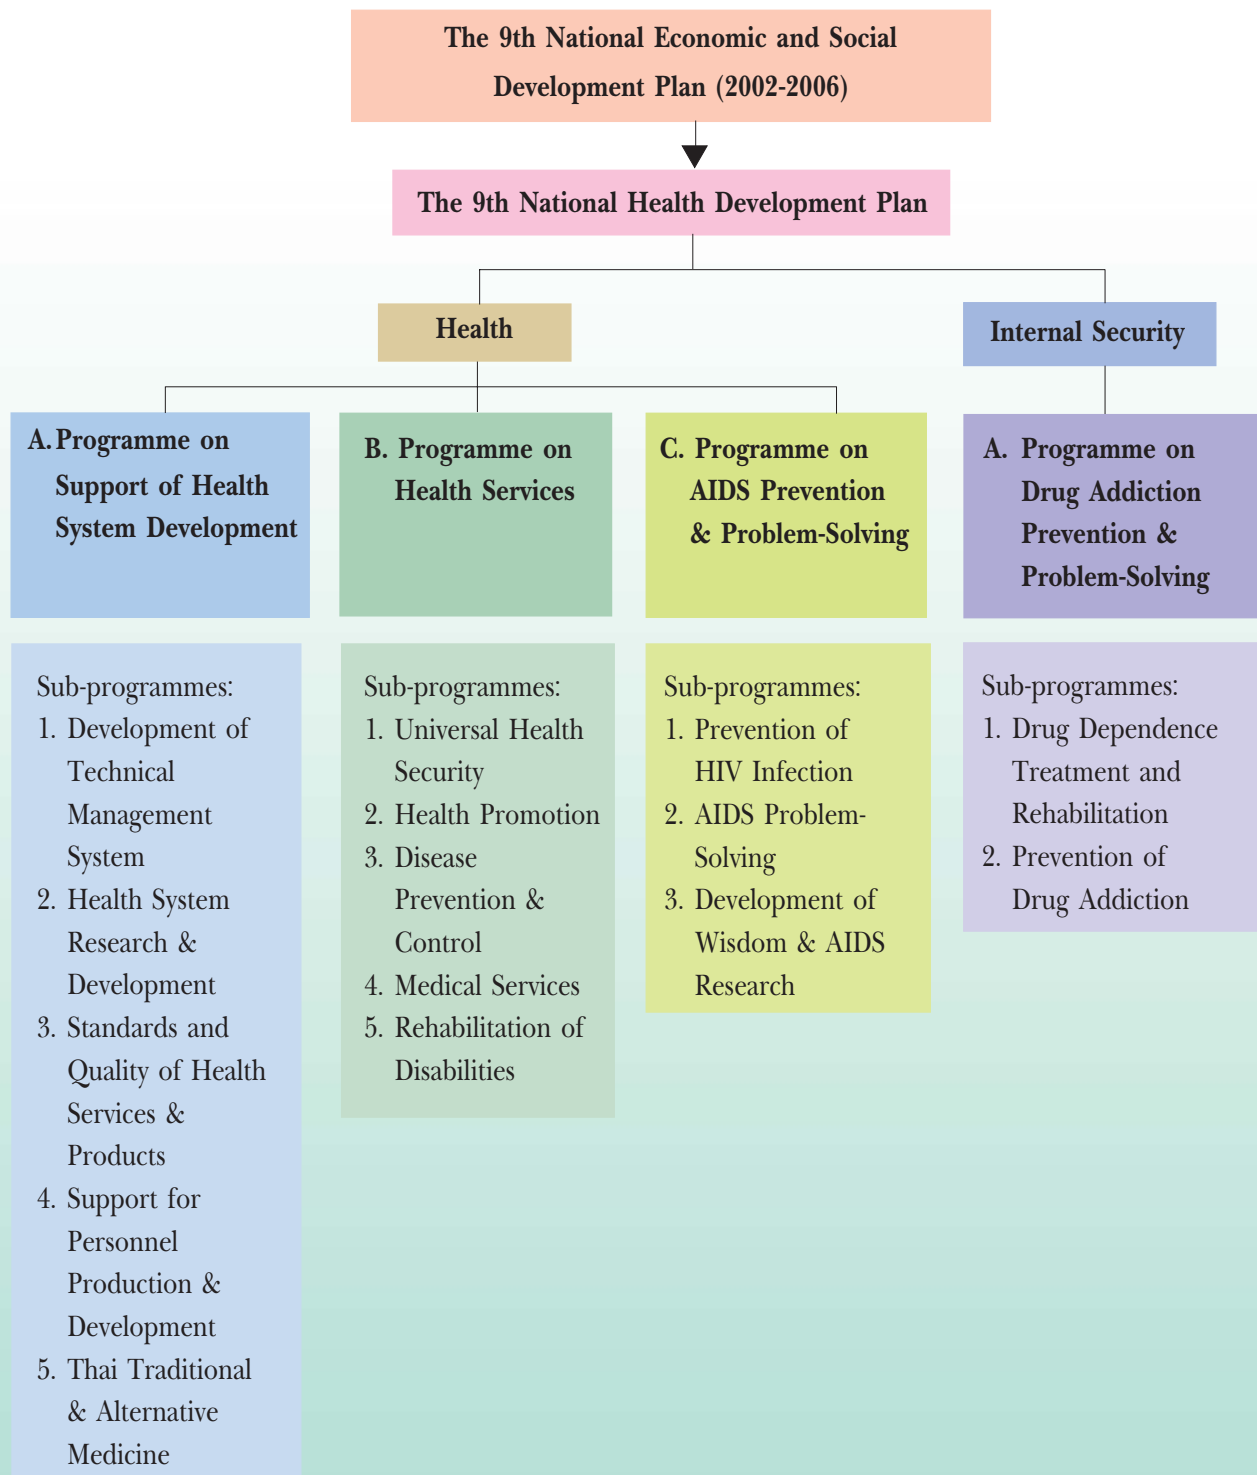 The 9th National Economic and Social
Development Plan (2002-2006)
The 9th National Health Development Plan
Health
Internal Security
A. Programme on
Support of Health
System Development
B. Programme on
Health Services
C. Programme on
AIDS Prevention
& Problem-Solving
A. Programme on
Drug Addiction
Prevention &
Problem-Solving
Sub-programmes:
1. Development of
Technical
Management
System
2. Health System
Research &
Development
3. Standards and
Quality of Health
Services &
Products
4. Support for
Personnel
Production &
Development
5. Thai Traditional
& Alternative
Medicine
Sub-programmes:
1. Universal Health
Security
2. Health Promotion
3. Disease
Prevention &
Control
4. Medical Services
5. Rehabilitation of
Disabilities
Sub-programmes:
1. Prevention of
HIV Infection
2. AIDS Problem-
Solving
3. Development of
Wisdom & AIDS
Research
Sub-programmes:
1. Drug Dependence
Treatment and
Rehabilitation
2. Prevention of
Drug Addiction